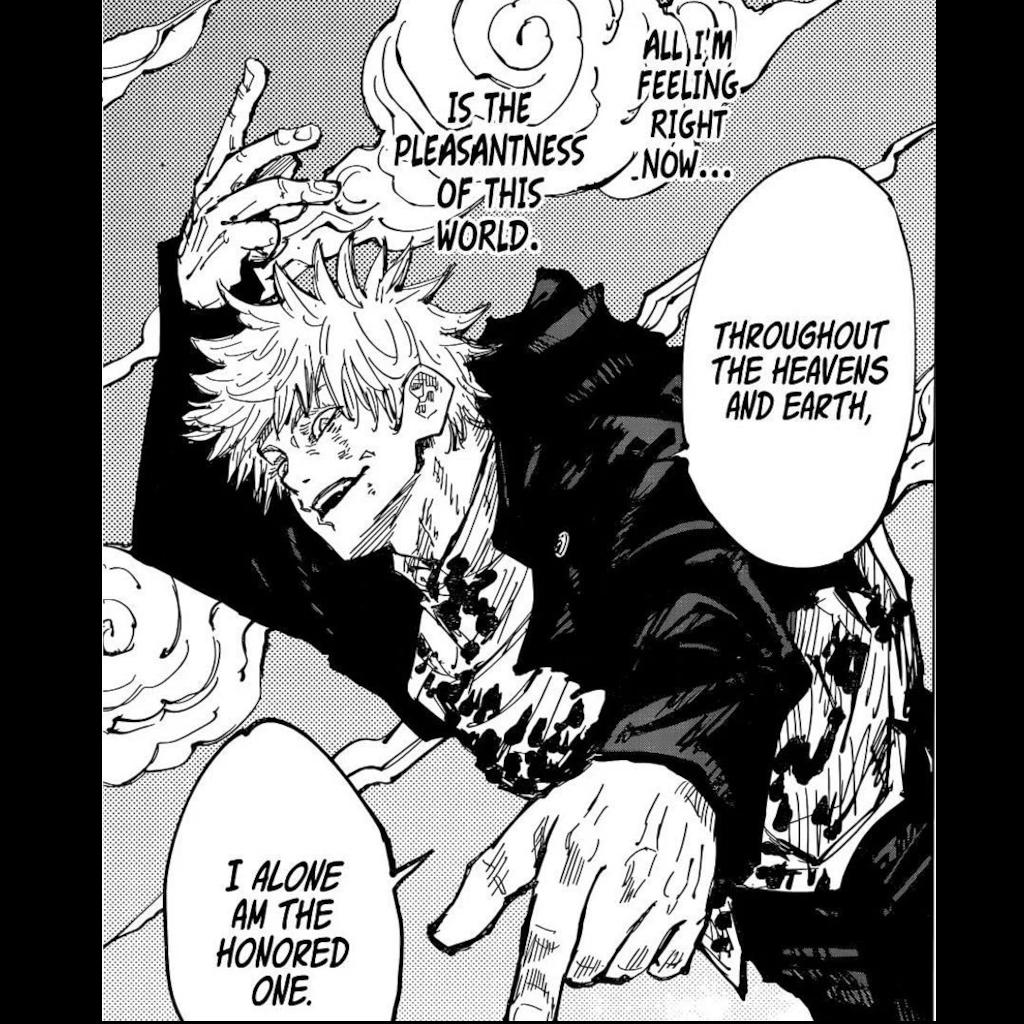 ALL I'M
FEELING
RIGHT
NOW...
IS THE
PLEASANTNESS
OF THIS
WORLD.
THROUGHOUT
THE HEAVENS
AND EARTH,
I ALONE
AM THE
HONORED
ONE.